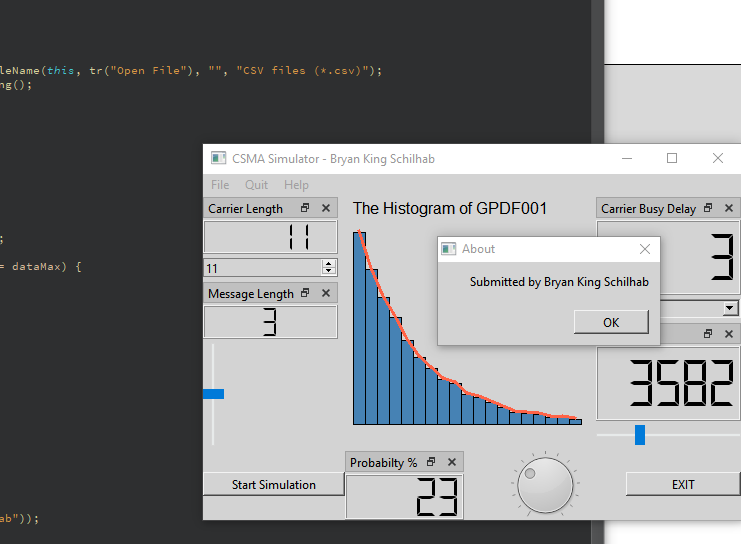 leName(this, tr("Open File"), "", "CSV files (*.csv)");
ng();
;
= dataMax) {
ab"));
CSMA Simulator - Bryan King Schilhab
File Quit Help
Carrier Length
11
11
Message Length
3
The Histogram of GPDF001
Carrier Busy Delay
3
About
Submitted by Bryan King Schilhab
OK
3582
Start Simulation
Probabilty %
23
EXIT